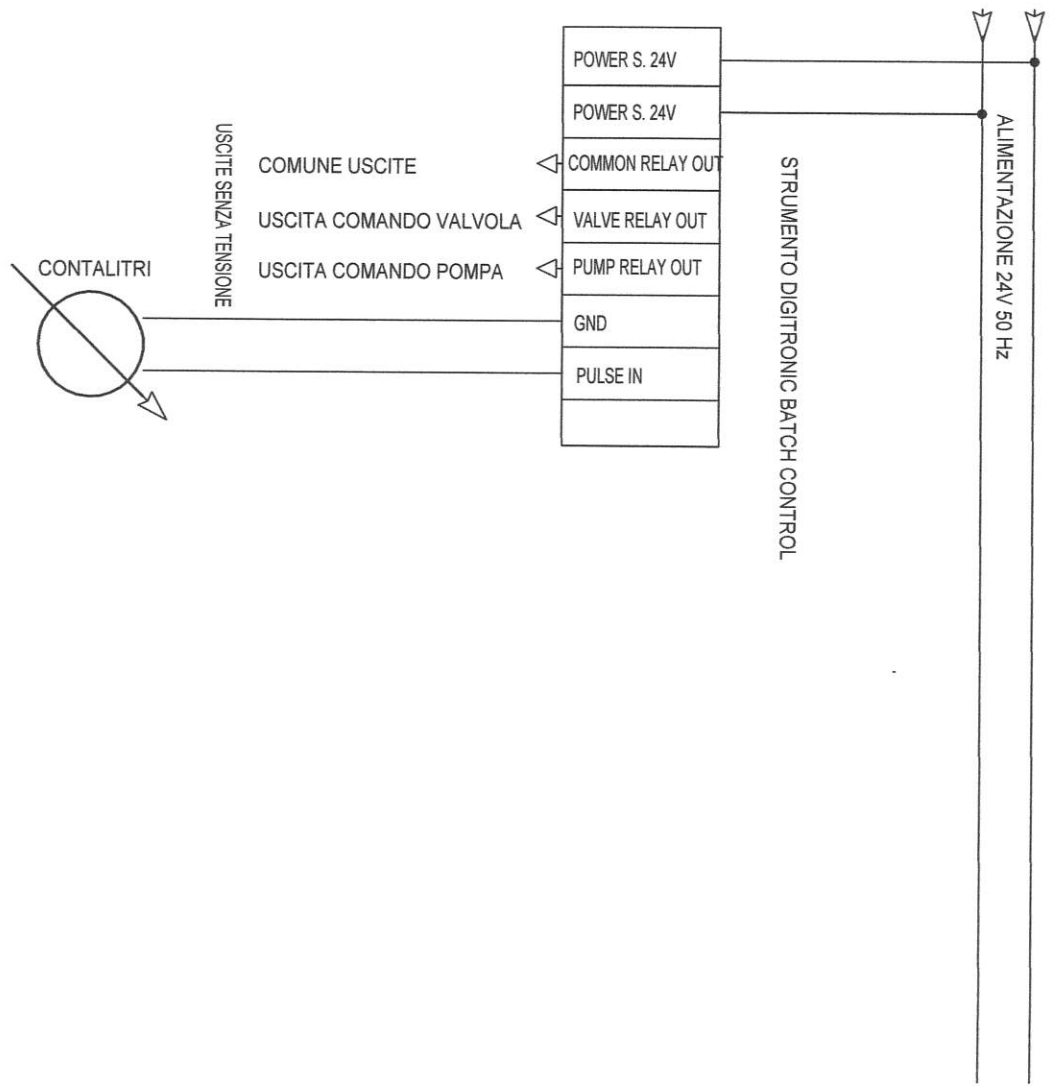 POWER S. 24V
POWER S. 24V
COMUNE USCITE
COMMON RELAY OUT
USCITA COMANDO VALVOLA
VALVE RELAY OUT
USCITA COMANDO POMPA
PUMP RELAY OUT
GND
PULSE IN
CONTALITRI
USCITE SENZA TENSIONE
STRUMENTO DIGITRONIC BATCH CONTROL
ALIMENTAZIONE 24V 50 Hz